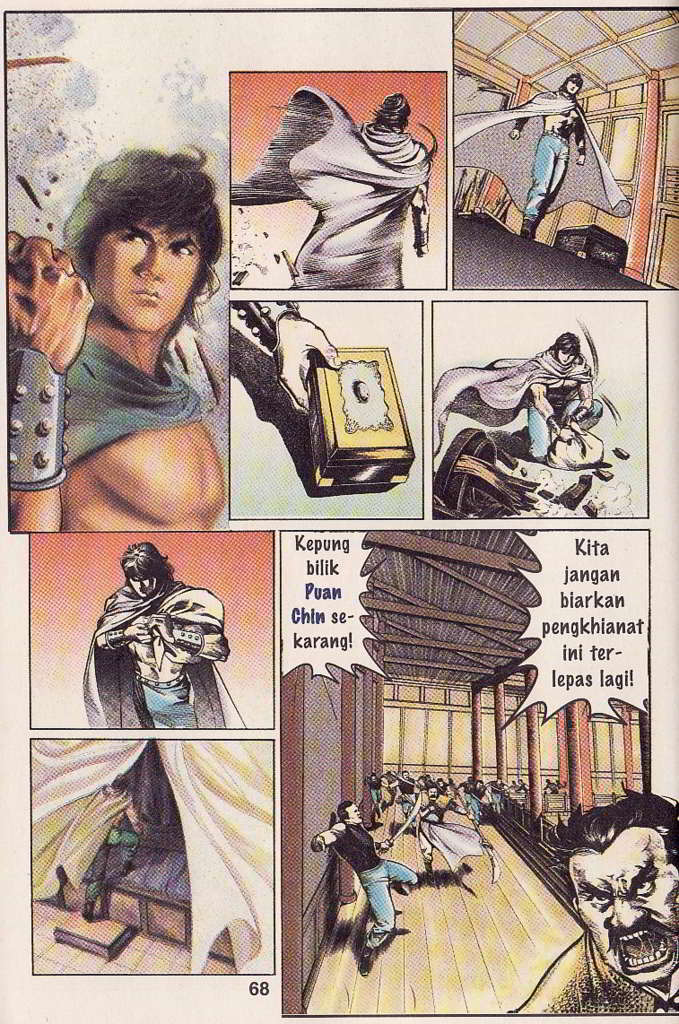 Kepung
bilik
Puan
Chin se-
karang!
Kita
jangan
biarkan
pengkhianat
ini ter-
lepas lagi!
68